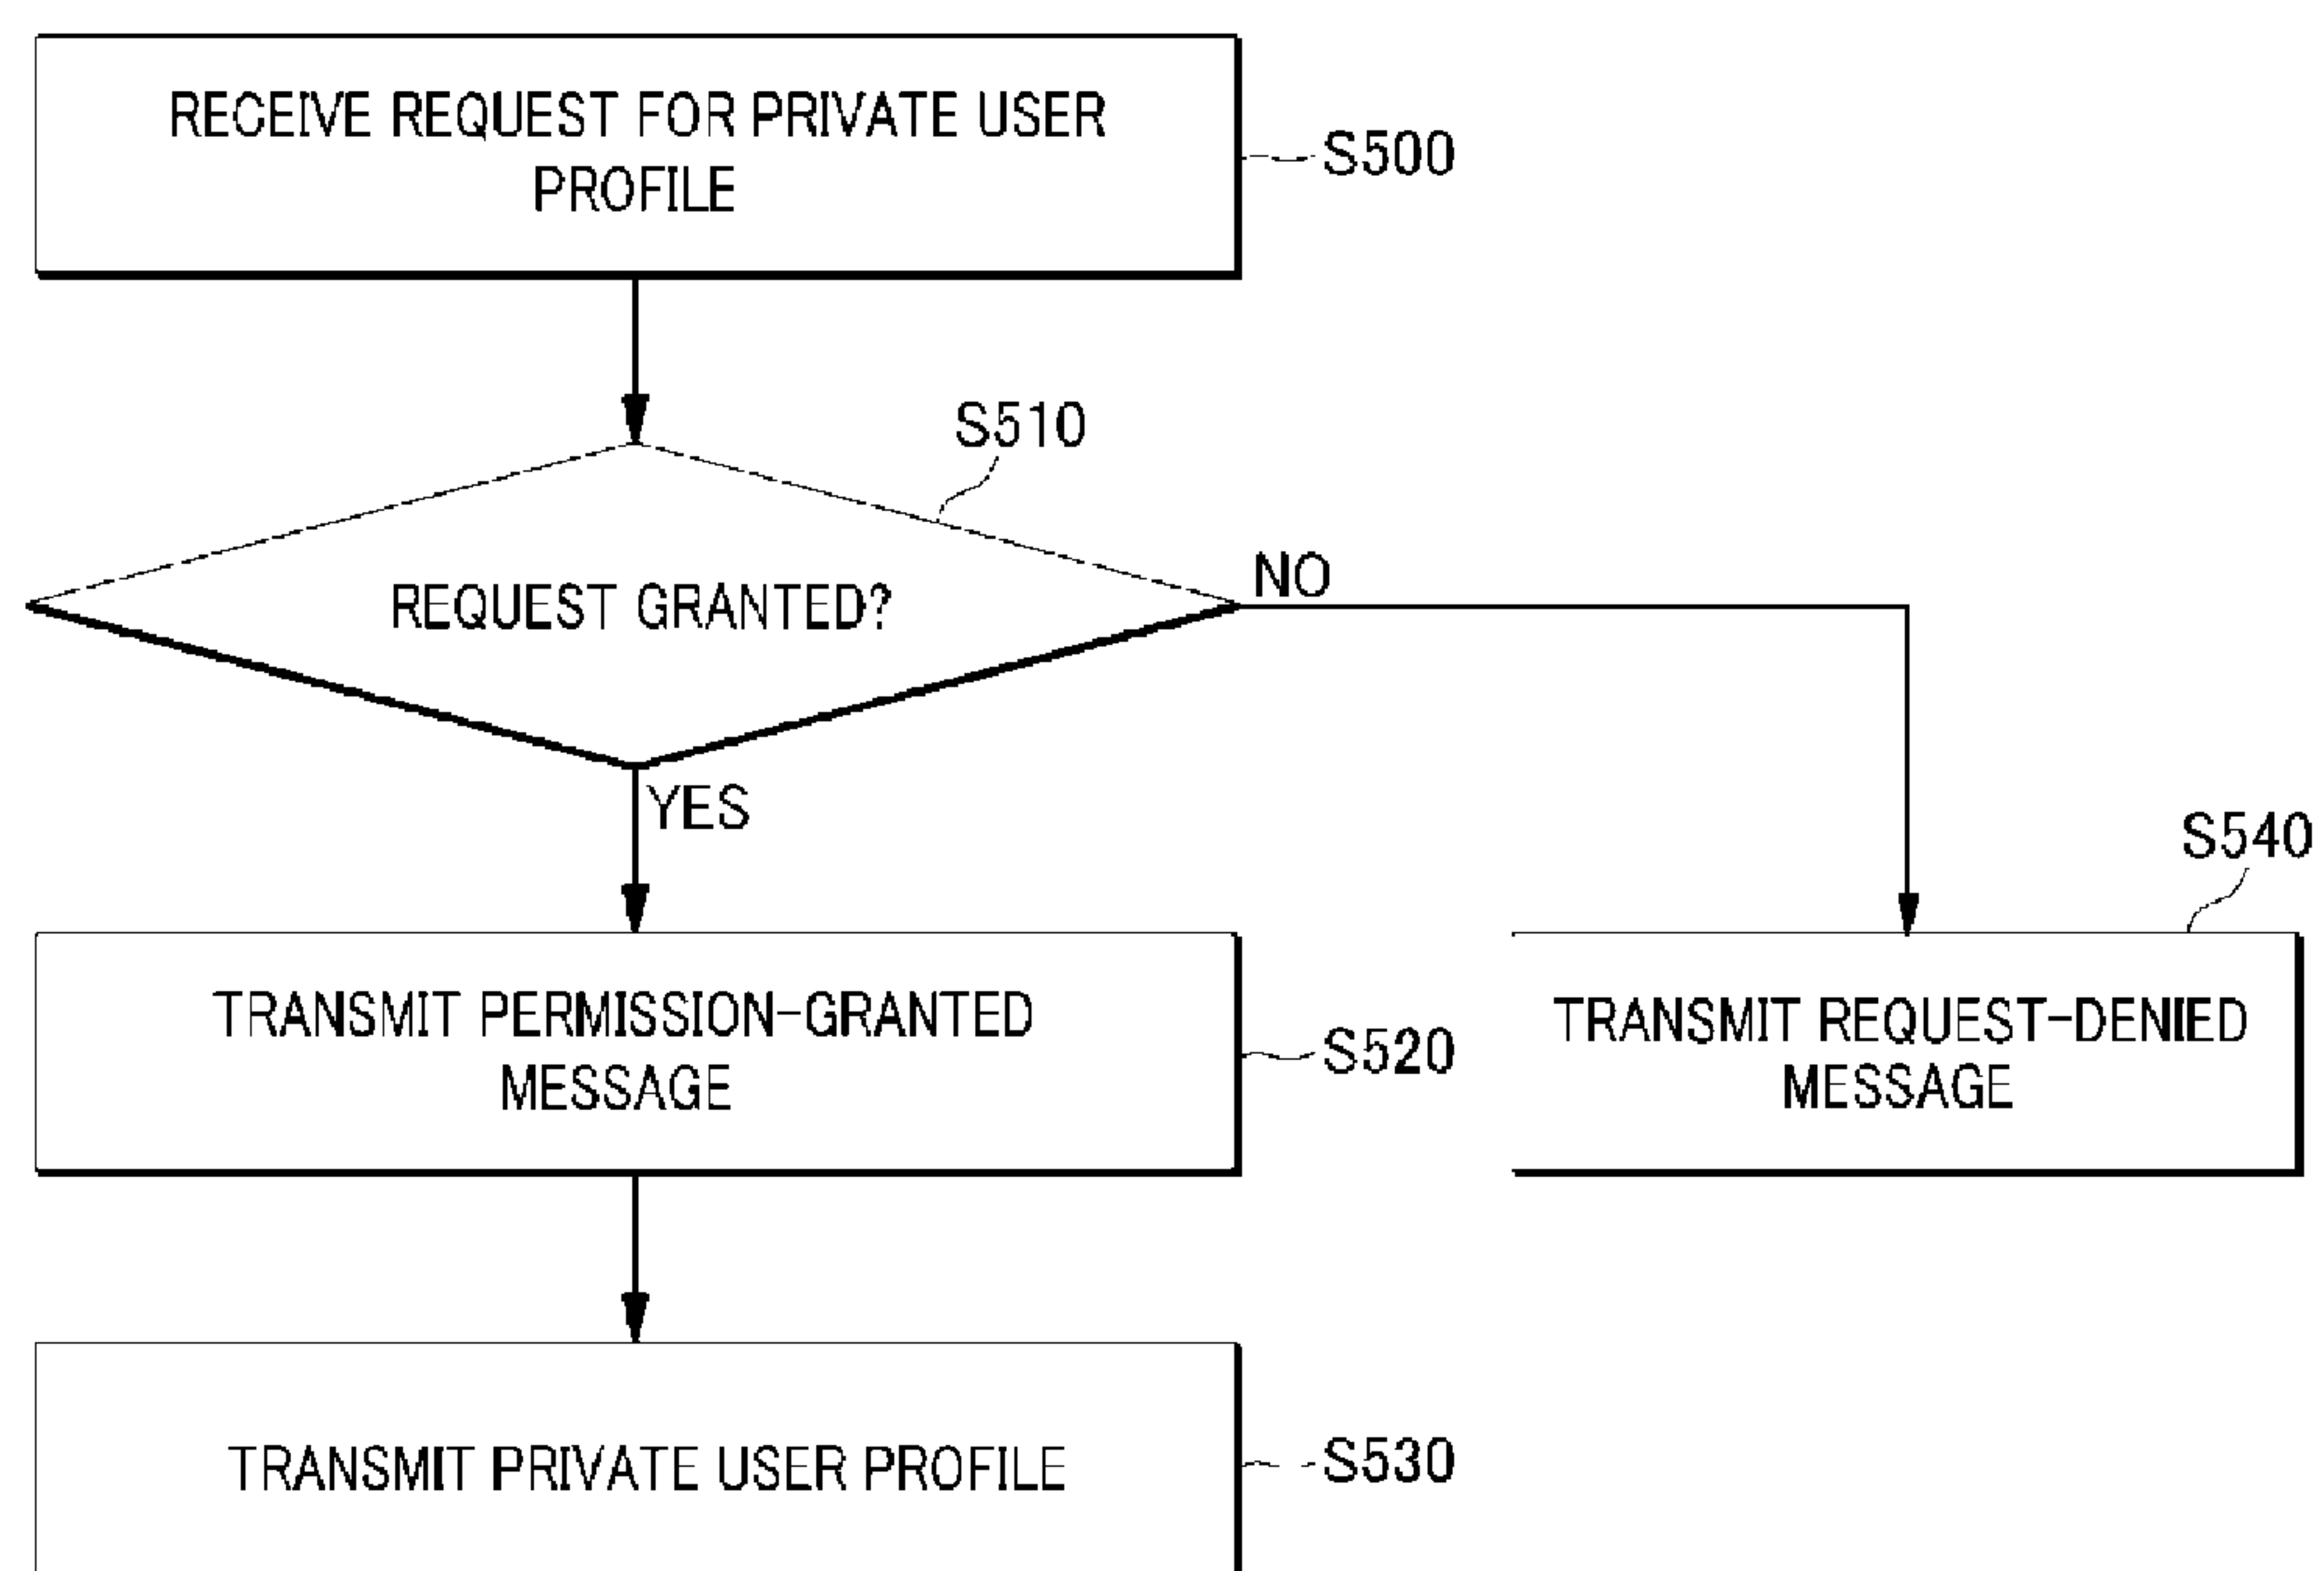 RECEIVE REQUEST FOR PRIVATE USER
PROFILE
S500
S510
REQUEST GRANTED?
NO
YES
S540
TRANSMIT PERMISSION-GRANTED
MESSAGE
S520
TRANSMIT REQUEST-DENIED
MESSAGE
TRANSMIT PRIVATE USER PROFILE
S530